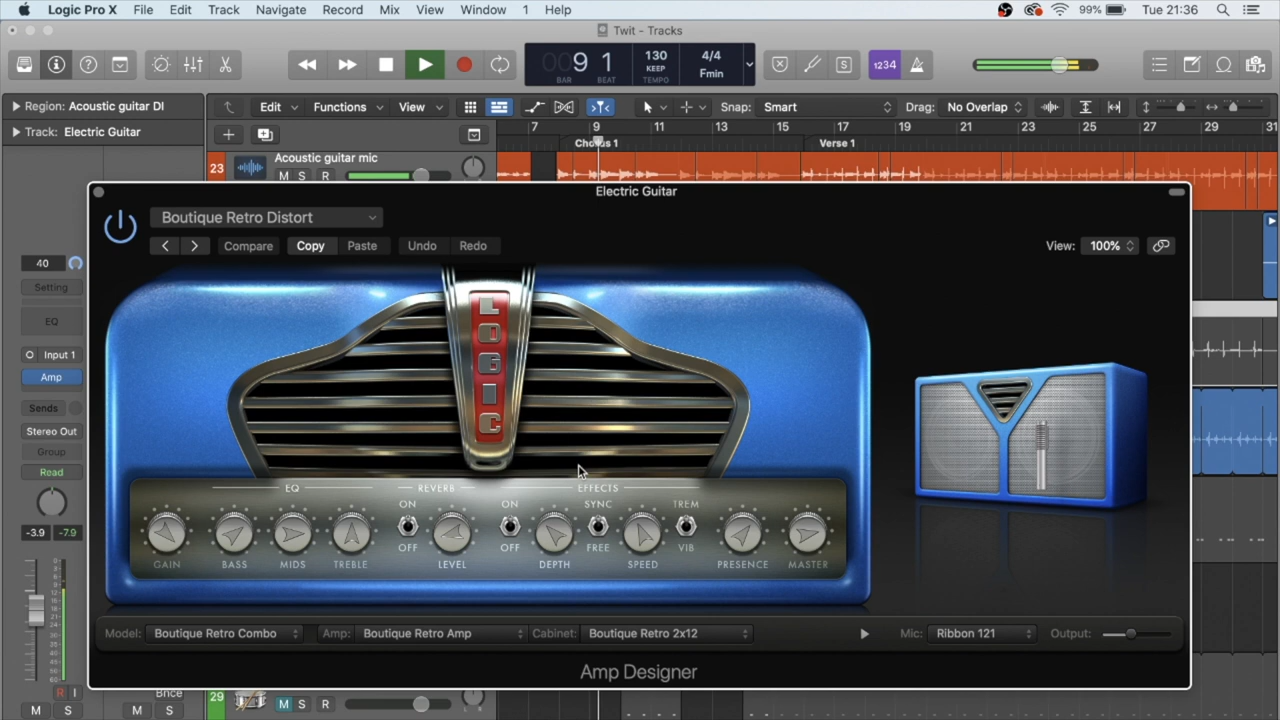 Logic Pro X File Edit Track Navigate Record Mix View Window 1 Help 99% Tue 21:36
Twit - Tracks
009 1 130 4/4
KEEP Fmin
BAR BEAT TEMPO
S 1234
Region: Acoustic guitar DI Edit Functions View Snap: Smart Drag: No Overlap
Track: Electric Guitar
7 9 11 13 15 17 19 21 23 25 27 29 31
Chorus 1 Verse 1
23 Acoustic guitar mic
M S R
Electric Guitar
Boutique Retro Distort
Compare Copy Paste Undo Redo View: 100%
40
Setting
EQ
Input 1
Amp
Sends
Stereo Out
Group
Read
-3.9 -7.9
LOGIC
EQ REVERB EFFECTS
ON ON SYNC TREM
OFF OFF FREE VIB
GAIN BASS MIDS TREBLE LEVEL DEPTH SPEED PRESENCE MASTER
Model: Boutique Retro Combo Amp: Boutique Retro Amp Cabinet: Boutique Retro 2x12 Mic: Ribbon 121 Output:
Amp Designer
R I Bnce
M S M S
29 M S R